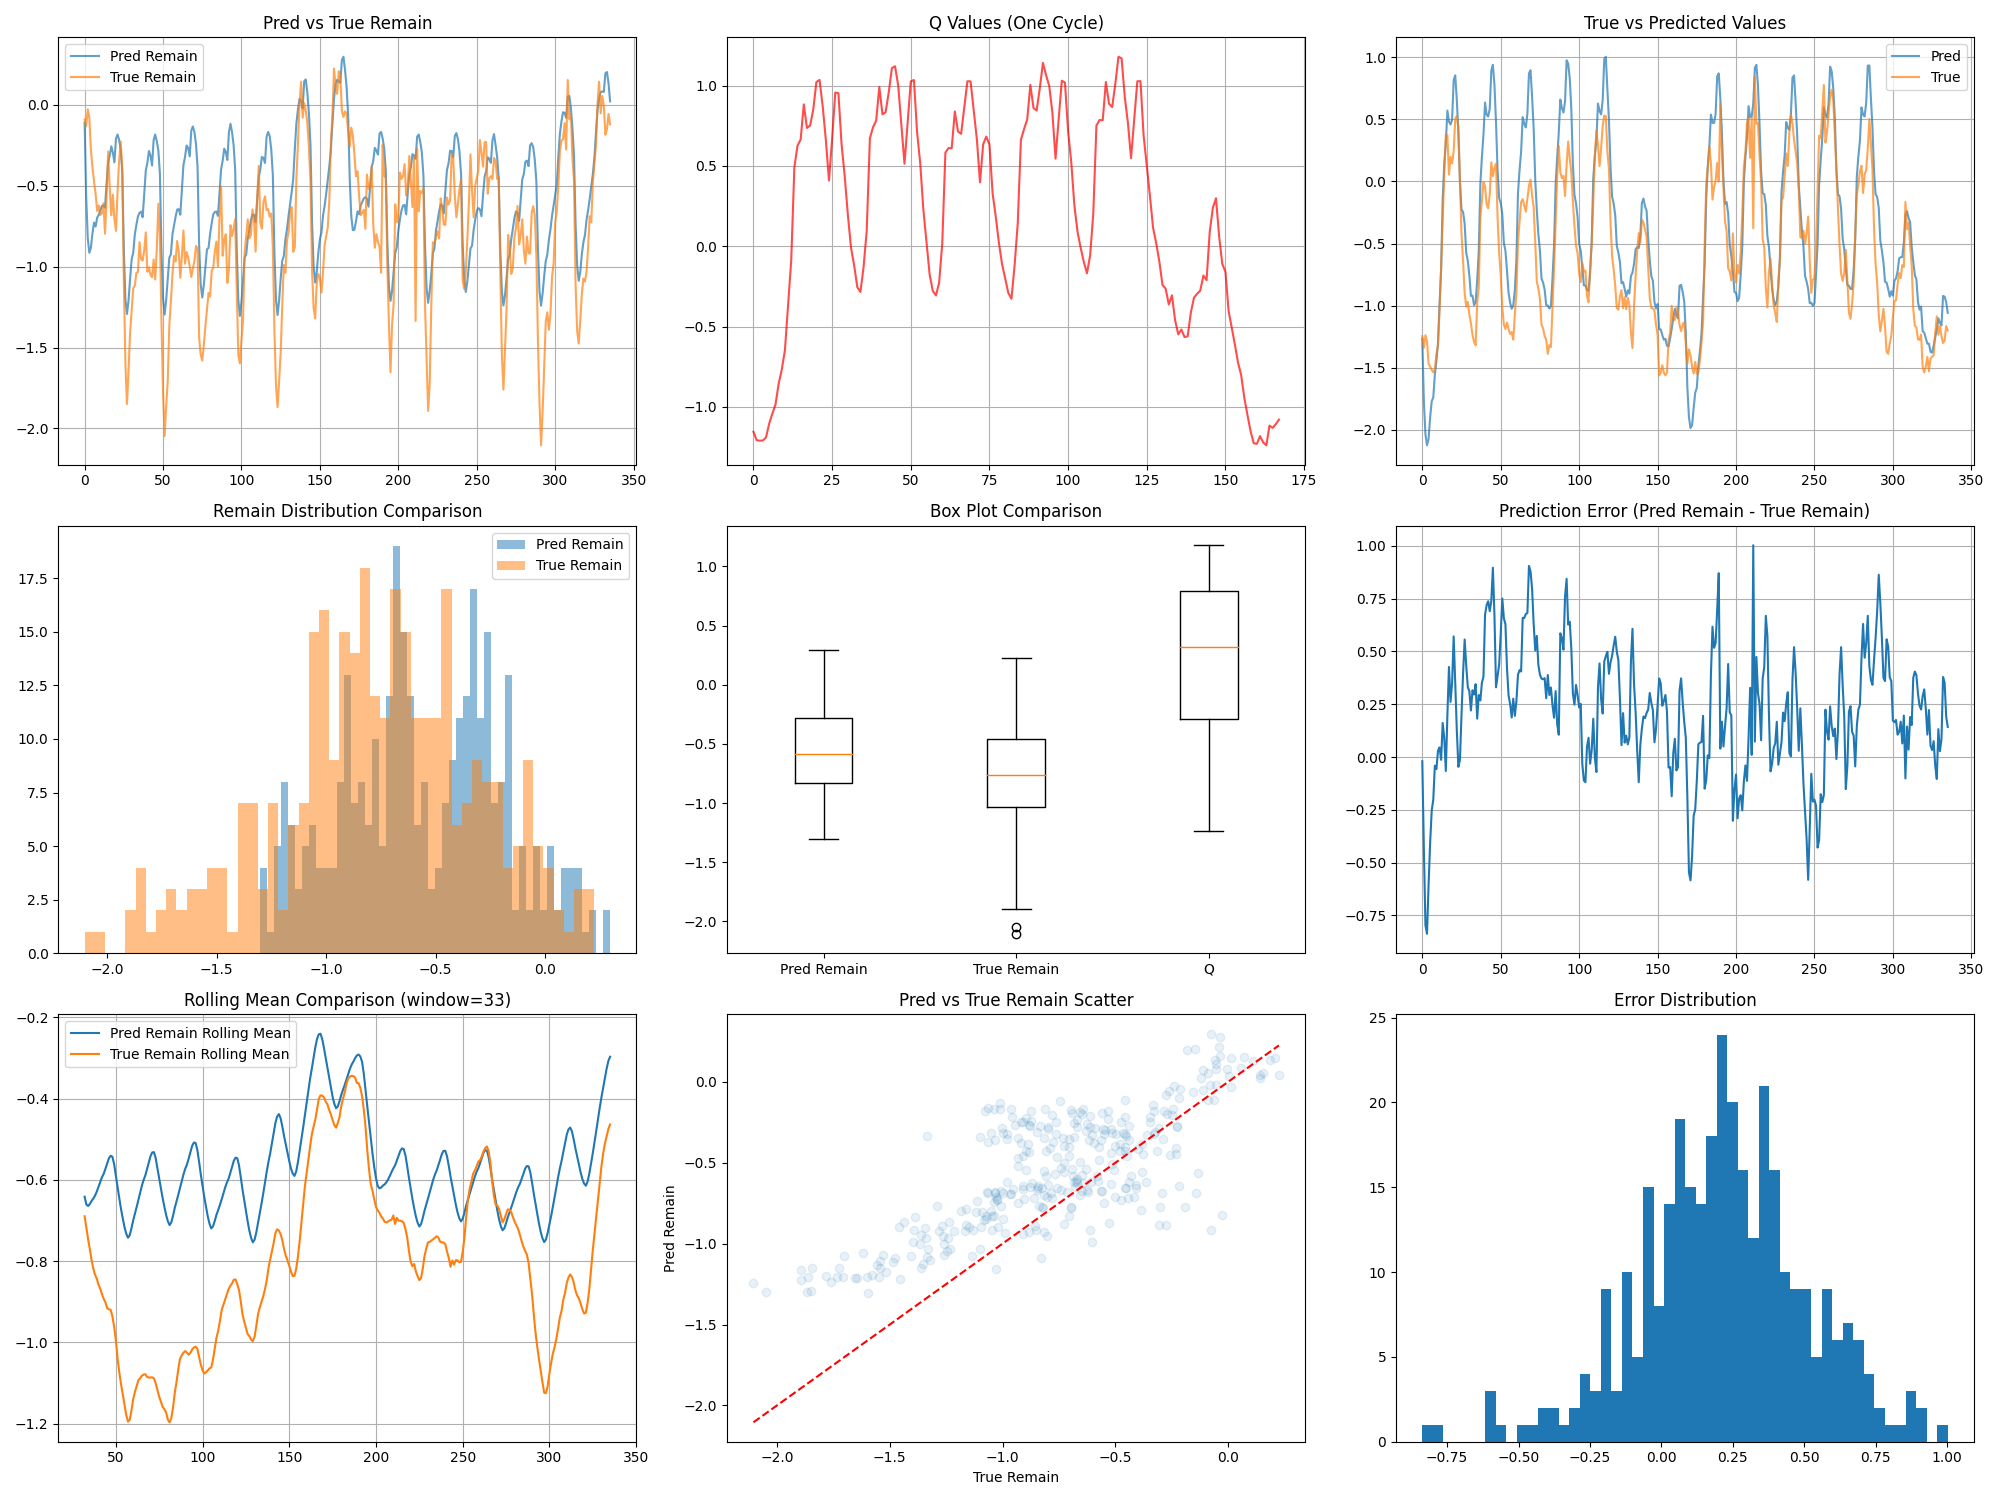 Pred vs True Remain
Pred Remain
True Remain
0.0
−0.5
−1.0
−1.5
−2.0
0 50 100 150 200 250 300 350
Q Values (One Cycle)
1.0
0.5
0.0
−0.5
−1.0
0 25 50 75 100 125 150 175
True vs Predicted Values
Pred
True
1.0
0.5
0.0
−0.5
−1.0
−1.5
−2.0
0 50 100 150 200 250 300 350
Remain Distribution Comparison
Pred Remain
True Remain
17.5
15.0
12.5
10.0
7.5
5.0
2.5
0.0
−2.0 −1.5 −1.0 −0.5 0.0
Box Plot Comparison
1.0
0.5
0.0
−0.5
−1.0
−1.5
−2.0
Pred Remain True Remain Q
Prediction Error (Pred Remain - True Remain)
1.00
0.75
0.50
0.25
0.00
−0.25
−0.50
−0.75
0 50 100 150 200 250 300 350
Rolling Mean Comparison (window=33)
Pred Remain Rolling Mean
True Remain Rolling Mean
−0.2
−0.4
−0.6
−0.8
−1.0
−1.2
50 100 150 200 250 300 350
Pred vs True Remain Scatter
Pred Remain
0.0
−0.5
−1.0
−1.5
−2.0
−2.0 −1.5 −1.0 −0.5 0.0
True Remain
Error Distribution
25
20
15
10
5
0
−0.75 −0.50 −0.25 0.00 0.25 0.50 0.75 1.00